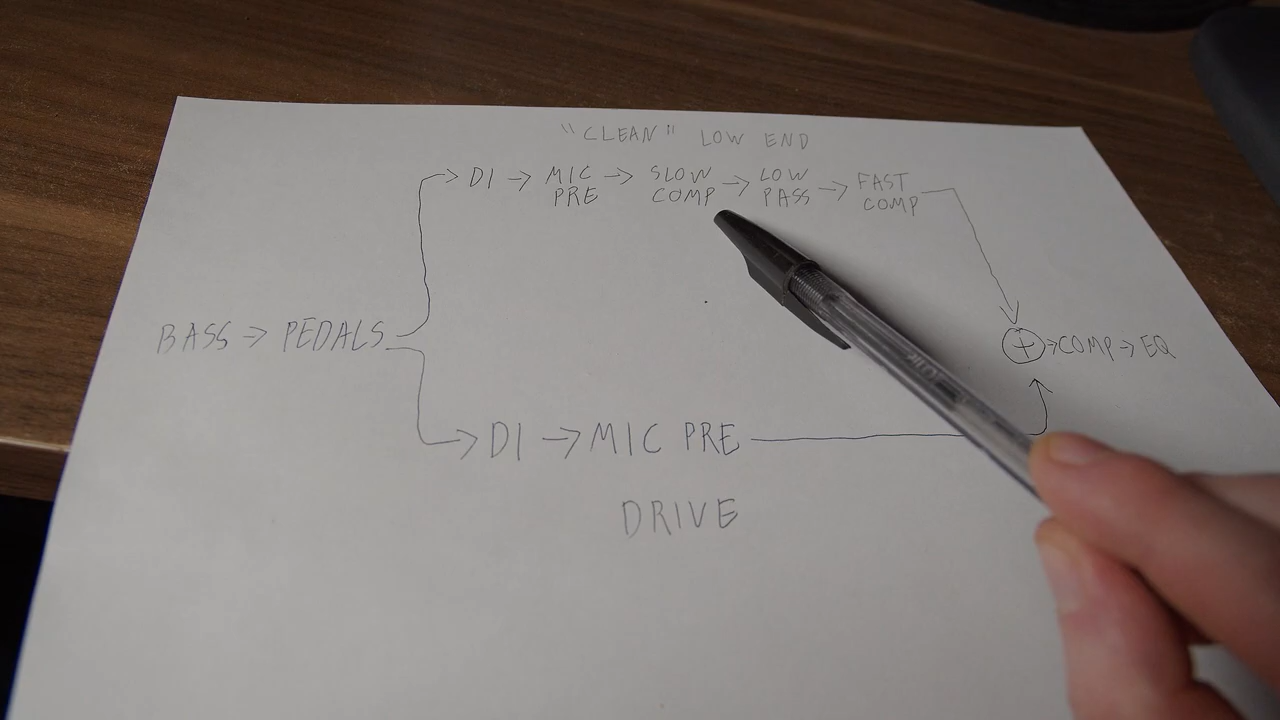 "CLEAN" LOW END
DI → MIC PRE → SLOW COMP → LOW PASS → FAST COMP
BASS → PEDALS
+ → COMP → EQ
DI → MIC PRE
DRIVE